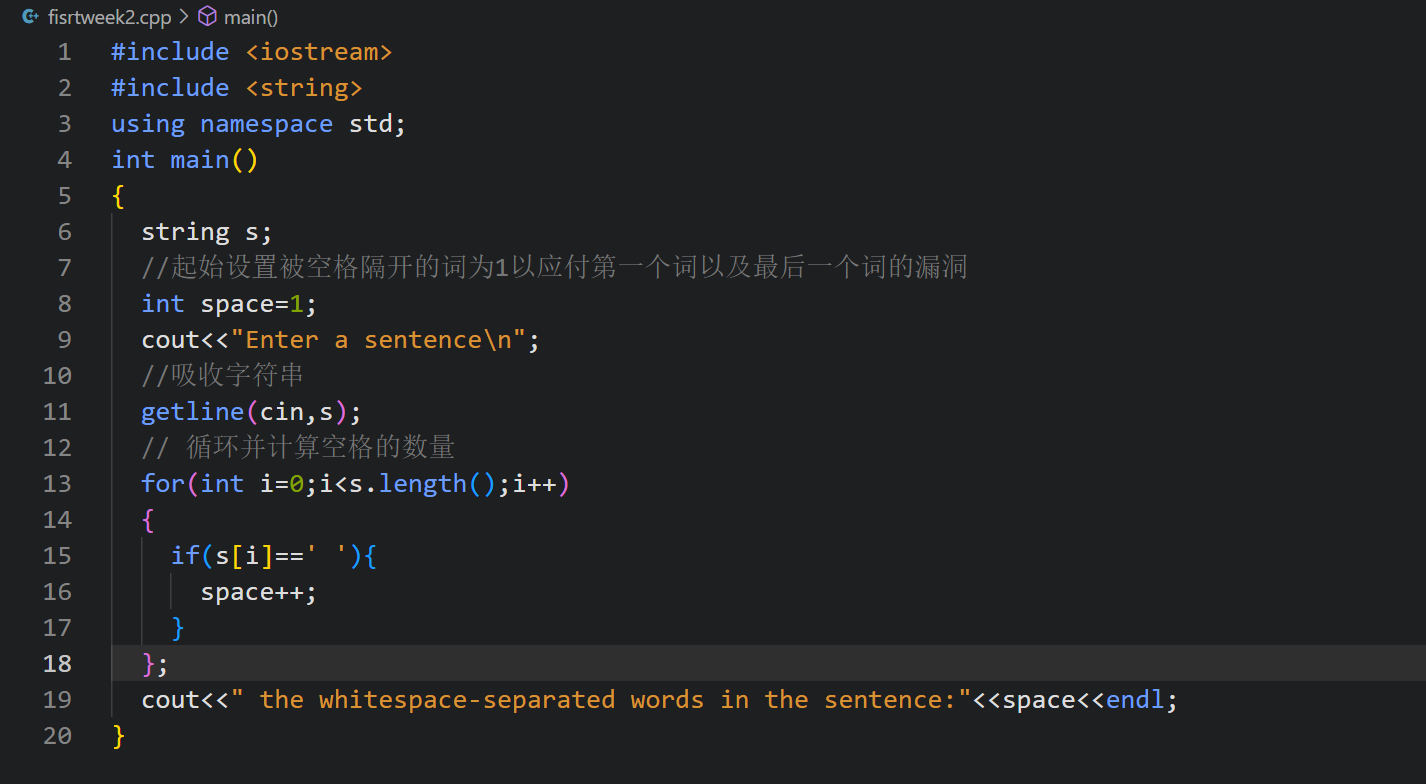 fisrtweek2.cpp > main()
1 #include <iostream>
2 #include <string>
3 using namespace std;
4 int main()
5 {
6   string s;
7   //起始设置被空格隔开的词为1以应付第一个词以及最后一个词的漏洞
8   int space=1;
9   cout<<"Enter a sentence\n";
10   //吸收字符串
11   getline(cin,s);
12   // 循环并计算空格的数量
13   for(int i=0;i<s.length();i++)
14   {
15     if(s[i]==' '){
16       space++;
17     }
18   };
19   cout<<" the whitespace-separated words in the sentence:"<<space<<endl;
20 }